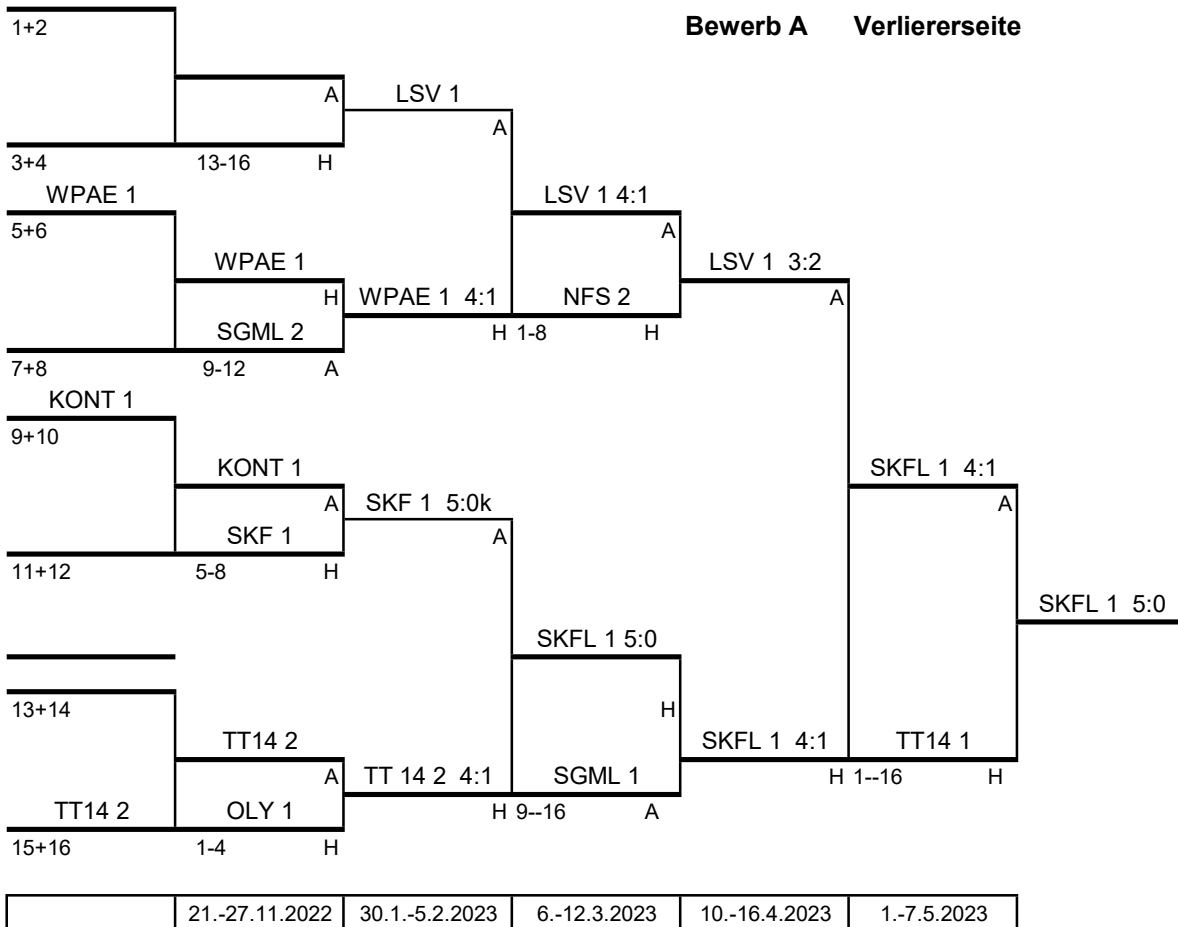 1+2
Bewerb A Verliererseite
A LSV 1
A
3+4 13-16 H
WPAE 1 LSV 1 4:1
5+6 A
WPAE 1 LSV 1 3:2
H WPAE 1 4:1 NFS 2 A
SGML 2 H 1-8 H
7+8 9-12 A
KONT 1
9+10
KONT 1 SKFL 1 4:1
A SKF 1 5:0k A
SKF 1 A
11+12 5-8 H
SKFL 1 5:0
SKFL 1 5:0
13+14 H
TT14 2 SKFL 1 4:1 TT14 1
A TT 14 2 4:1 SGML 1 H 1--16 H
TT14 2 OLY 1 H 9--16 A
15+16 1-4 H
21.-27.11.2022 30.1.-5.2.2023 6.-12.3.2023 10.-16.4.2023 1.-7.5.2023